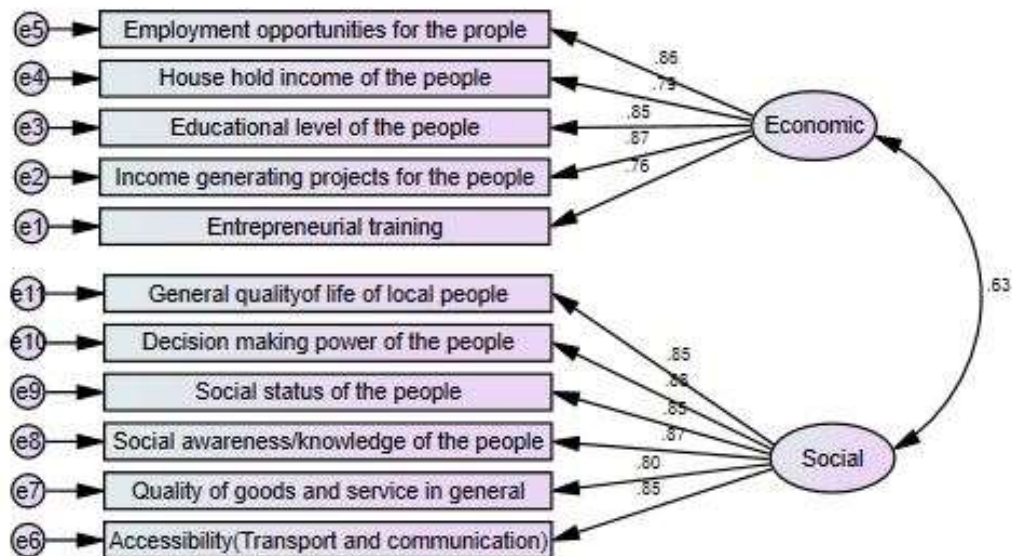 e5 Employment opportunities for the prople
.86
e4 House hold income of the people
.79
.85
e3 Educational level of the people
Economic
.87
e2 Income generating projects for the people
.76
e1 Entrepreneurial training
.63
e11 General qualityof life of local people
e10 Decision making power of the people
.85
.88
e9 Social status of the people
.85
.87
e8 Social awareness/knowledge of the people
Social
.80
e7 Quality of goods and service in general
.85
e6 Accessibility(Transport and communication)